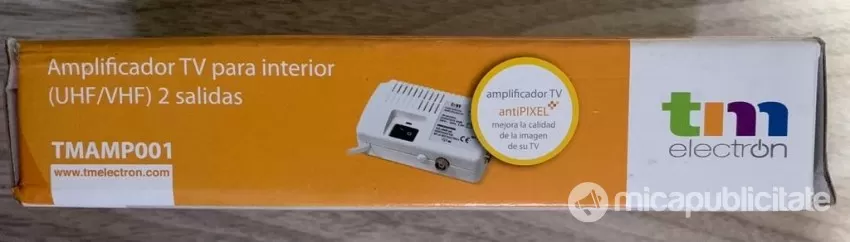 Amplificador TV para interior
(UHF/VHF) 2 salidas
TMAMP001
www.tmelectron.com
amplificador TV
antiPIXEL
mejora la calidad
de la imagen
de su TV
tm
electrón
micapublicitate